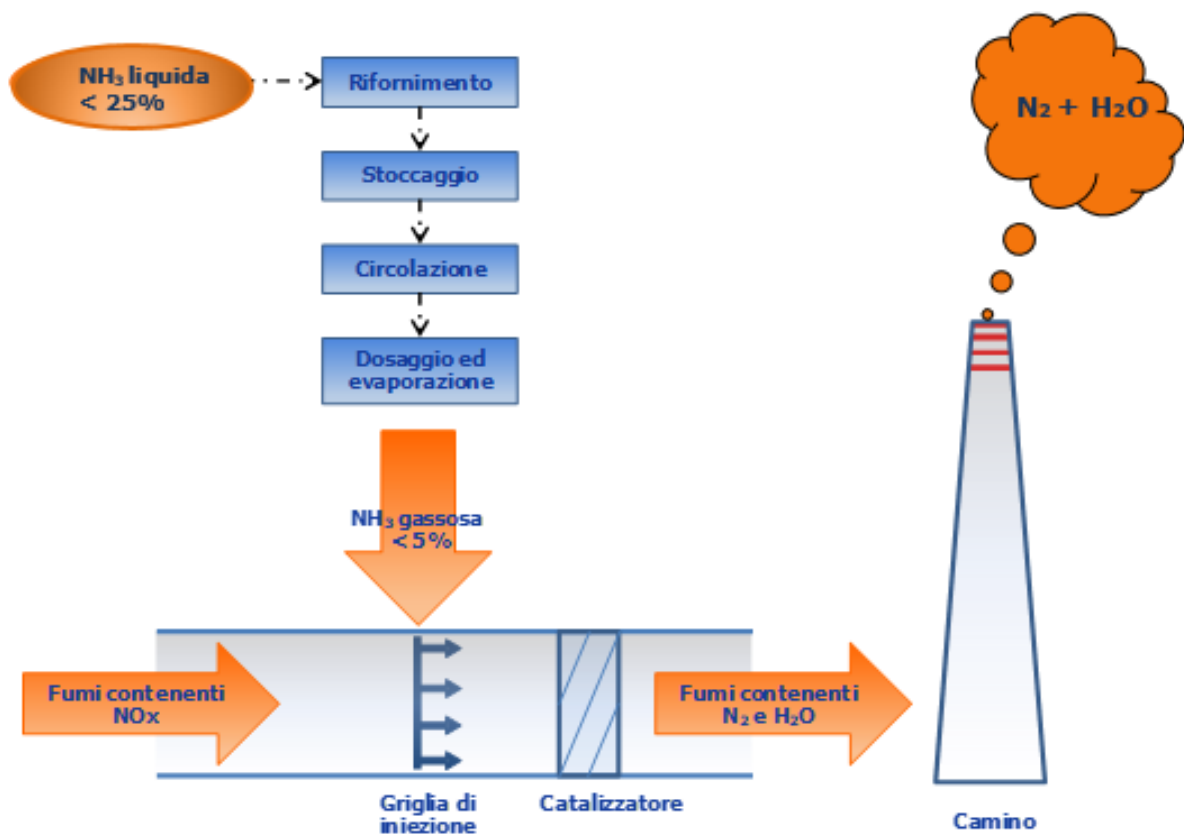 NH₃ liquida
< 25%
Rifornimento
Stoccaggio
Circolazione
Dosaggio ed
evaporazione
NH₃ gassosa
< 5%
Fumi contenenti
NOx
Griglia di
iniezione
Catalizzatore
Fumi contenenti
N₂ e H₂O
N₂ + H₂O
Camino